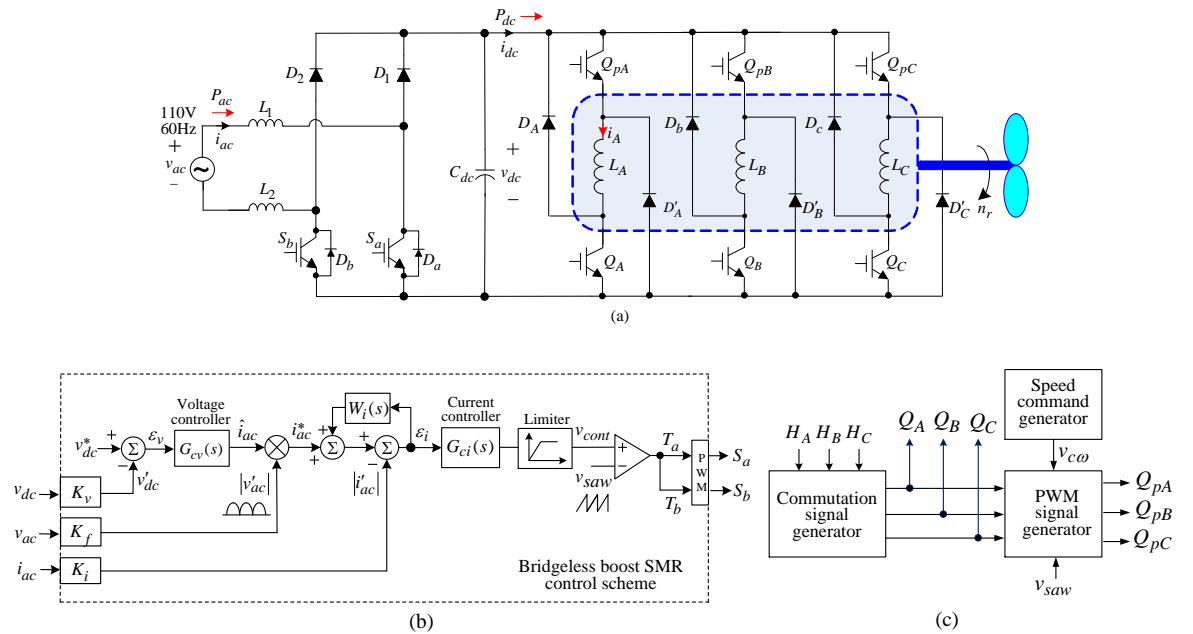 P_dc
i_dc
D_2
D_1
Q_pA
Q_pB
Q_pC
P_ac
110V
60Hz
L_1
i_ac
+
v_ac
−
L_2
C_dc
+
v_dc
−
D_A
i_A
L_A
D'_A
D_b
L_B
D'_B
D_c
L_C
D'_C
n_r
S_b
D_b
S_a
D_a
Q_A
Q_B
Q_C
(a)
v*_dc
+
−
Σ
ε_v
v'_dc
Voltage
controller
G_cv(s)
î_ac
|v'_ac|
i*_ac
W_i(s)
+
+
Σ
+
−
Σ
|i'_ac|
ε_i
Current
controller
G_ci(s)
Limiter
v_cont
v_saw
+
−
T_a
T_b
P
W
M
S_a
S_b
v_dc
K_v
v_ac
K_f
i_ac
K_i
Bridgeless boost SMR
control scheme
(b)
H_A H_B H_C
Commutation
signal
generator
Q_A Q_B Q_C
Speed
command
generator
v_cω
PWM
signal
generator
Q_pA
Q_pB
Q_pC
v_saw
(c)